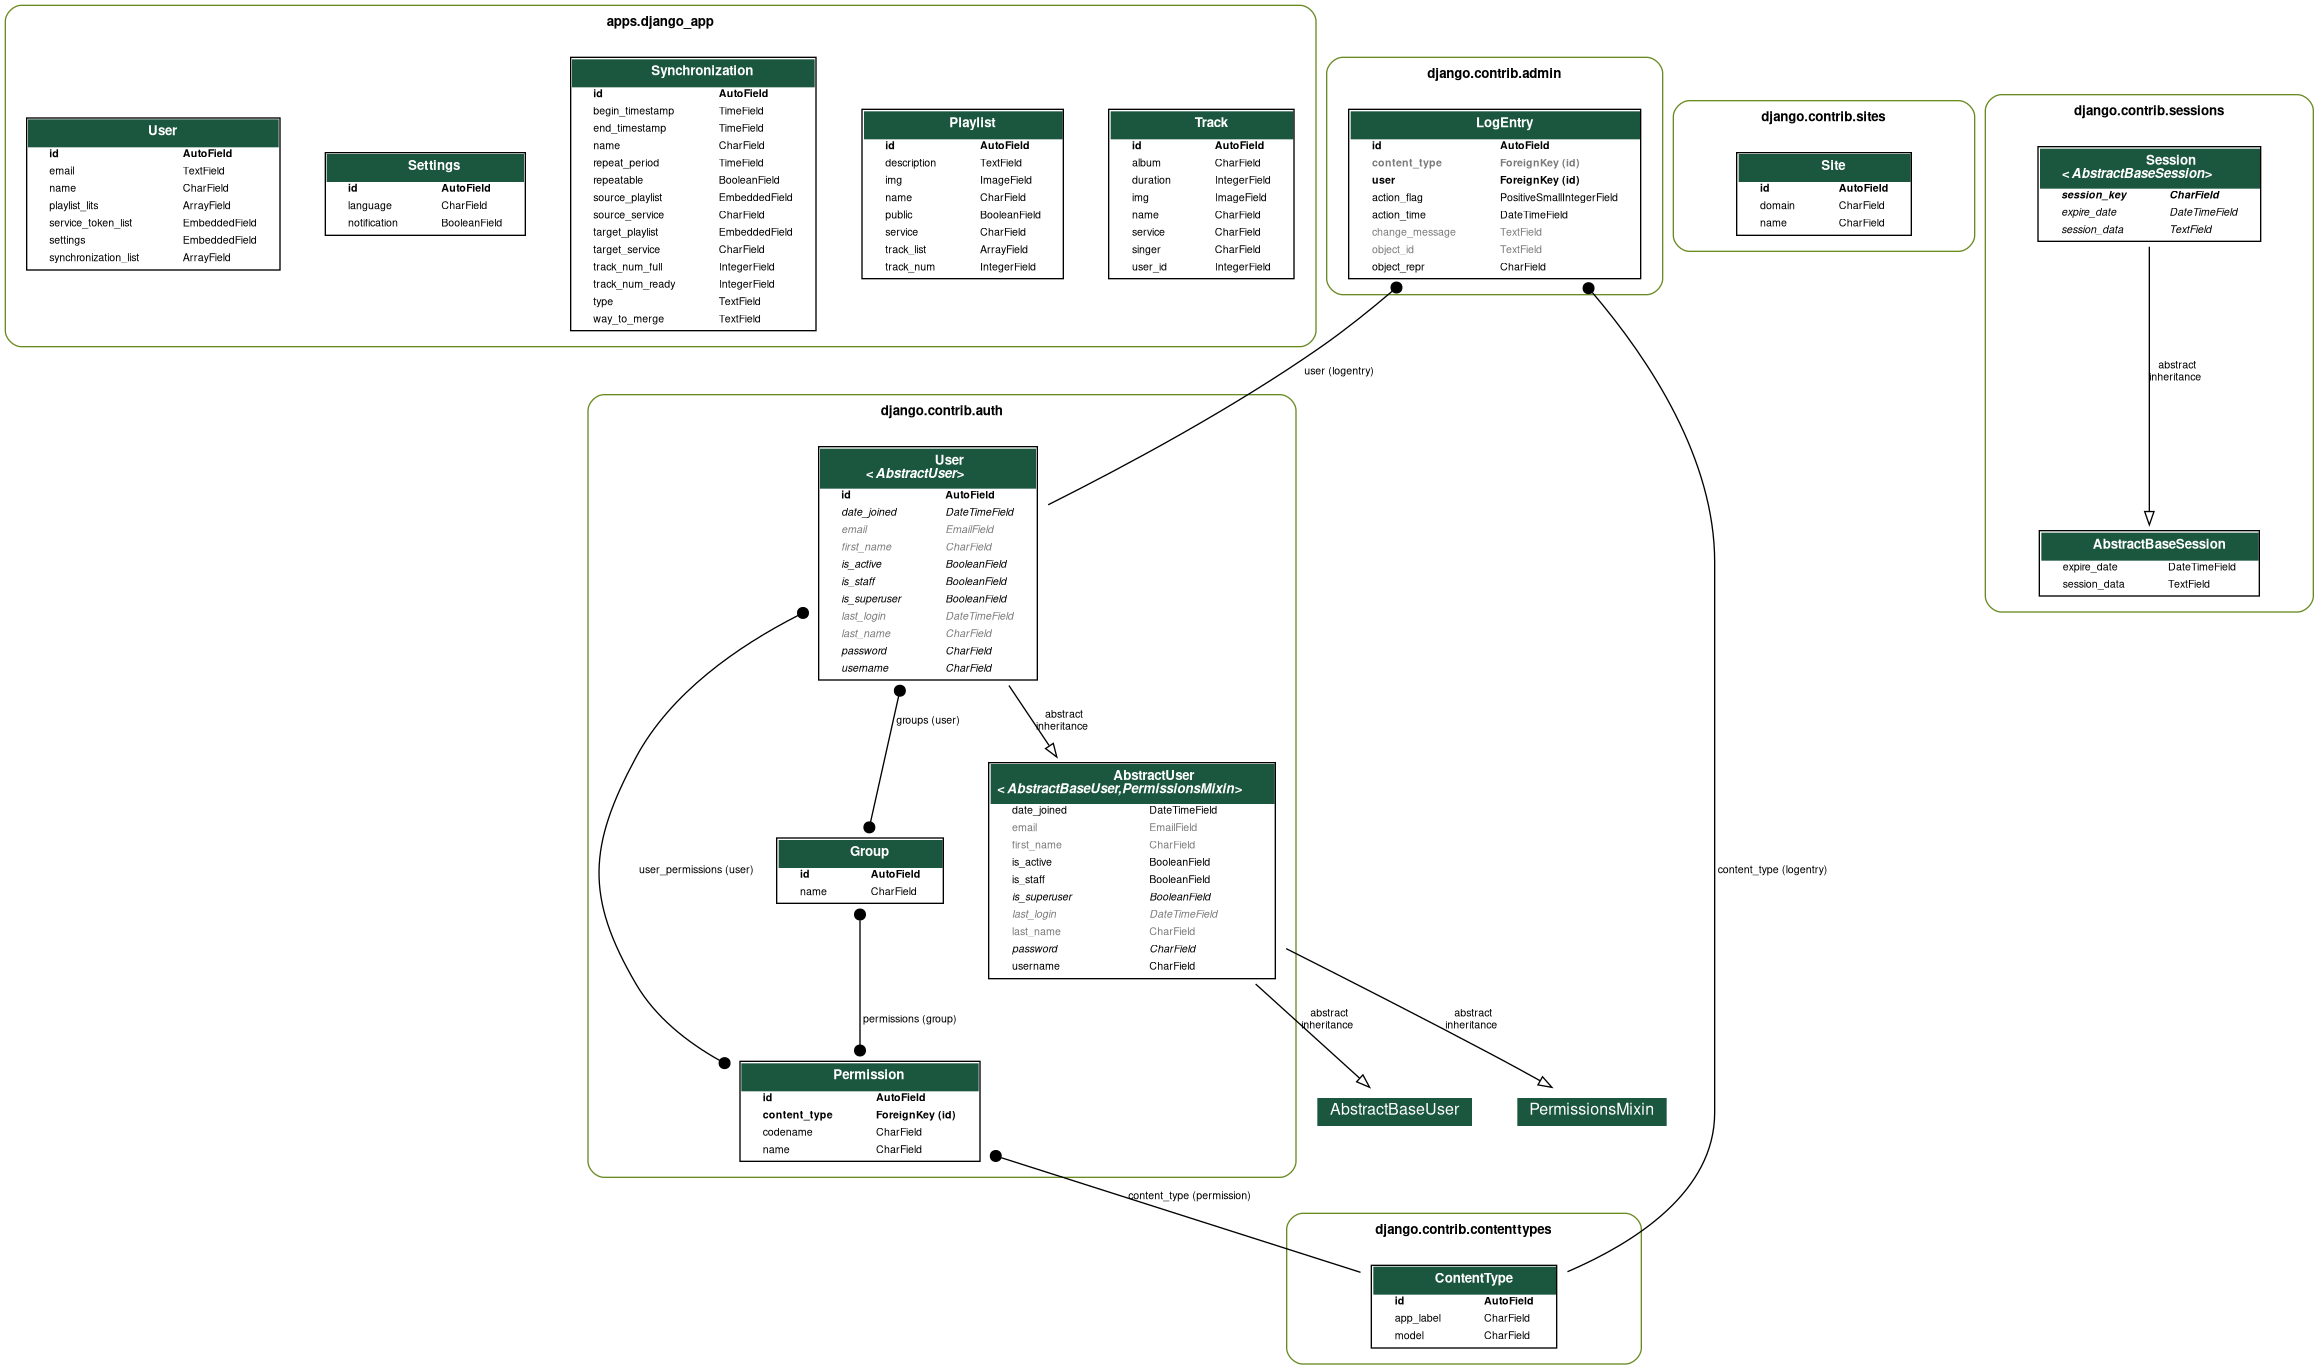 apps.django_app
User
id AutoField
email TextField
name CharField
playlist_lits ArrayField
service_token_list EmbeddedField
settings EmbeddedField
synchronization_list ArrayField
Settings
id AutoField
language CharField
notification BooleanField
Synchronization
id AutoField
begin_timestamp TimeField
end_timestamp TimeField
name CharField
repeat_period TimeField
repeatable BooleanField
source_playlist EmbeddedField
source_service CharField
target_playlist EmbeddedField
target_service CharField
track_num_full IntegerField
track_num_ready IntegerField
type TextField
way_to_merge TextField
Playlist
id AutoField
description TextField
img ImageField
name CharField
public BooleanField
service CharField
track_list ArrayField
track_num IntegerField
Track
id AutoField
album CharField
duration IntegerField
img ImageField
name CharField
service CharField
singer CharField
user_id IntegerField
django.contrib.admin
LogEntry
id AutoField
content_type ForeignKey (id)
user ForeignKey (id)
action_flag PositiveSmallIntegerField
action_time DateTimeField
change_message TextField
object_id TextField
object_repr CharField
django.contrib.sites
Site
id AutoField
domain CharField
name CharField
django.contrib.sessions
Session
< AbstractBaseSession>
session_key CharField
expire_date DateTimeField
session_data TextField
abstract
inheritance
AbstractBaseSession
expire_date DateTimeField
session_data TextField
user (logentry)
django.contrib.auth
User
< AbstractUser>
id AutoField
date_joined DateTimeField
email EmailField
first_name CharField
is_active BooleanField
is_staff BooleanField
is_superuser BooleanField
last_login DateTimeField
last_name CharField
password CharField
username CharField
groups (user)
abstract
inheritance
AbstractUser
< AbstractBaseUser,PermissionsMixin>
date_joined DateTimeField
email EmailField
first_name CharField
is_active BooleanField
is_staff BooleanField
is_superuser BooleanField
last_login DateTimeField
last_name CharField
password CharField
username CharField
user_permissions (user)
Group
id AutoField
name CharField
content_type (logentry)
permissions (group)
abstract
inheritance
abstract
inheritance
Permission
id AutoField
content_type ForeignKey (id)
codename CharField
name CharField
AbstractBaseUser
PermissionsMixin
content_type (permission)
django.contrib.contenttypes
ContentType
id AutoField
app_label CharField
model CharField